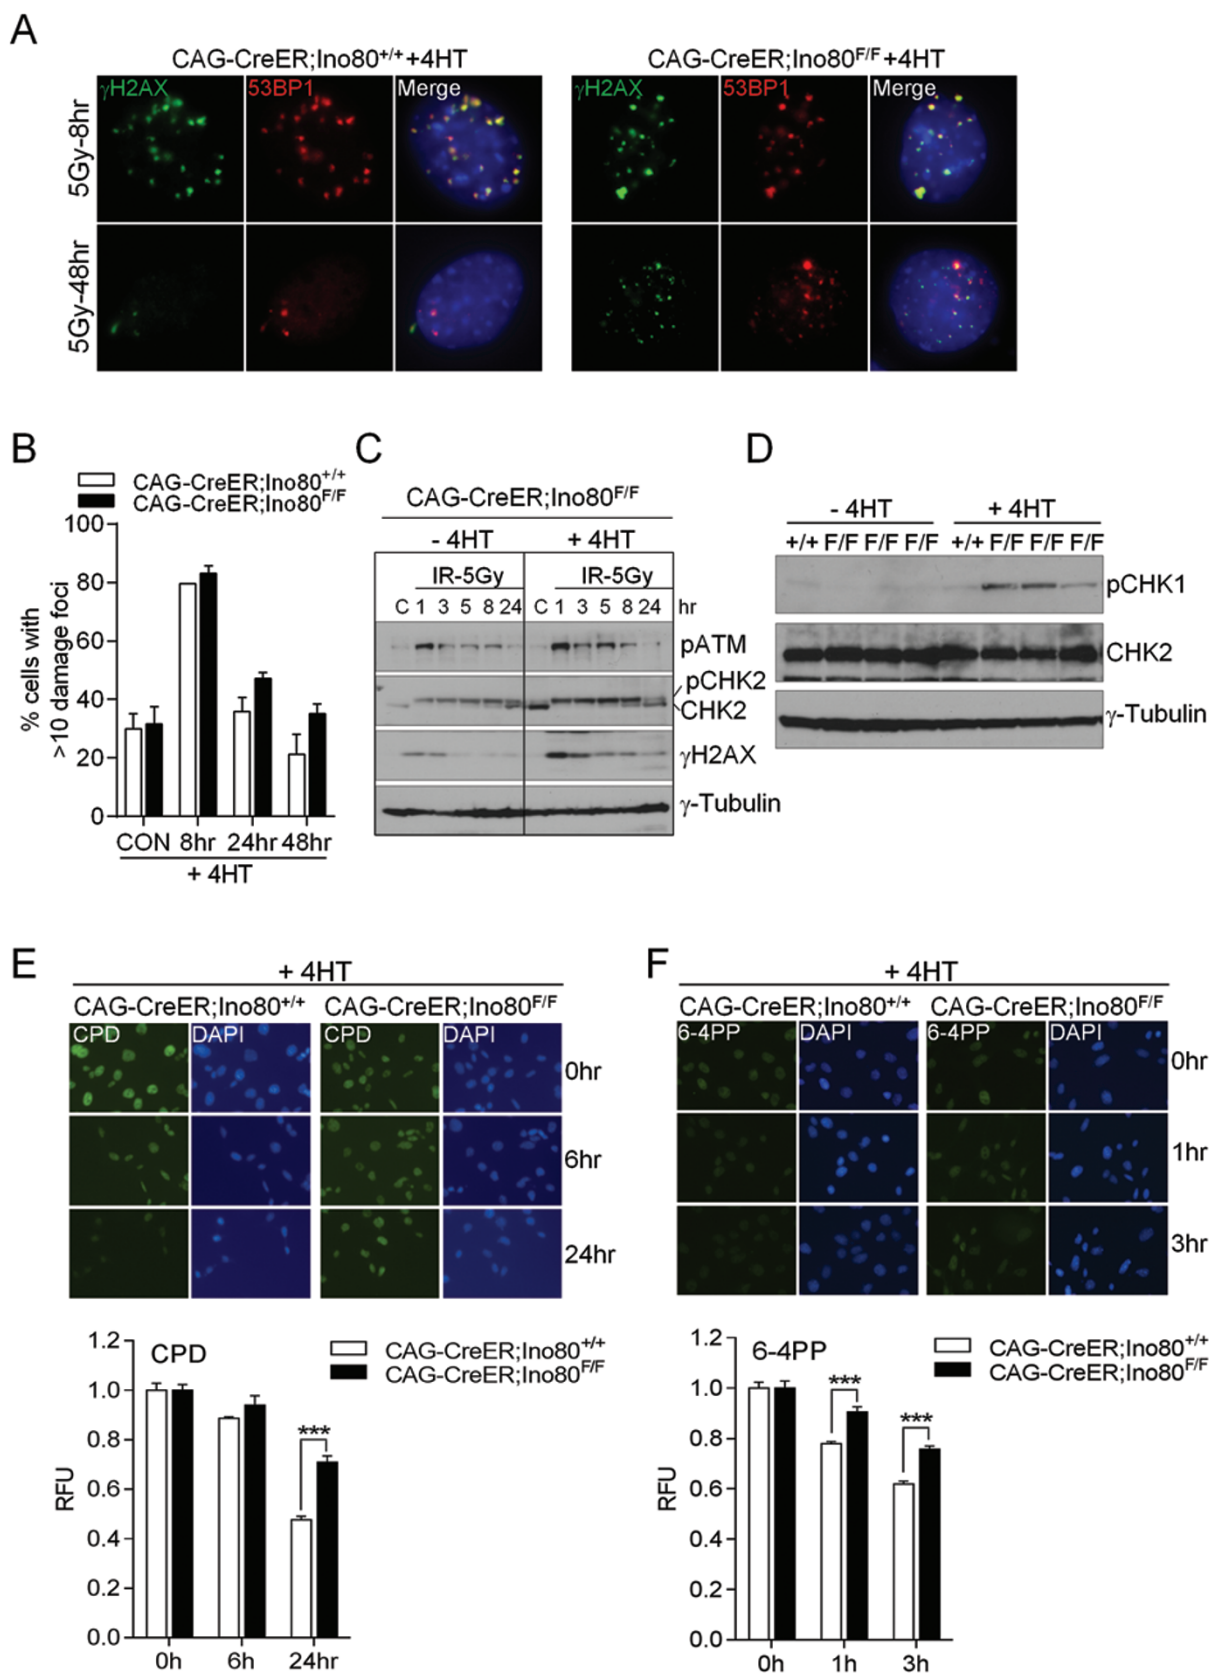 A
CAG-CreER;Ino80+/+ +4HT
CAG-CreER;Ino80F/F +4HT
γH2AX 53BP1 Merge γH2AX 53BP1 Merge
5Gy-8hr
5Gy-48hr
B
CAG-CreER;Ino80+/+
CAG-CreER;Ino80F/F
% cells with
>10 damage foci
100
80
60
40
20
0
CON 8hr 24hr 48hr
+ 4HT
C
CAG-CreER;Ino80F/F
- 4HT + 4HT
IR-5Gy IR-5Gy
C 1 3 5 8 24 C 1 3 5 8 24 hr
pATM
pCHK2
CHK2
γH2AX
γ-Tubulin
D
- 4HT + 4HT
+/+ F/F F/F F/F +/+ F/F F/F F/F
pCHK1
CHK2
γ-Tubulin
E
+ 4HT
CAG-CreER;Ino80+/+ CAG-CreER;Ino80F/F
CPD DAPI CPD DAPI
0hr
6hr
24hr
CPD
CAG-CreER;Ino80+/+
CAG-CreER;Ino80F/F
RFU
1.2
1.0
0.8
0.6
0.4
0.2
0.0
***
0h 6h 24hr
F
+ 4HT
CAG-CreER;Ino80+/+ CAG-CreER;Ino80F/F
6-4PP DAPI 6-4PP DAPI
0hr
1hr
3hr
6-4PP
CAG-CreER;Ino80+/+
CAG-CreER;Ino80F/F
RFU
1.2
1.0
0.8
0.6
0.4
0.2
0.0
***
***
0h 1h 3h